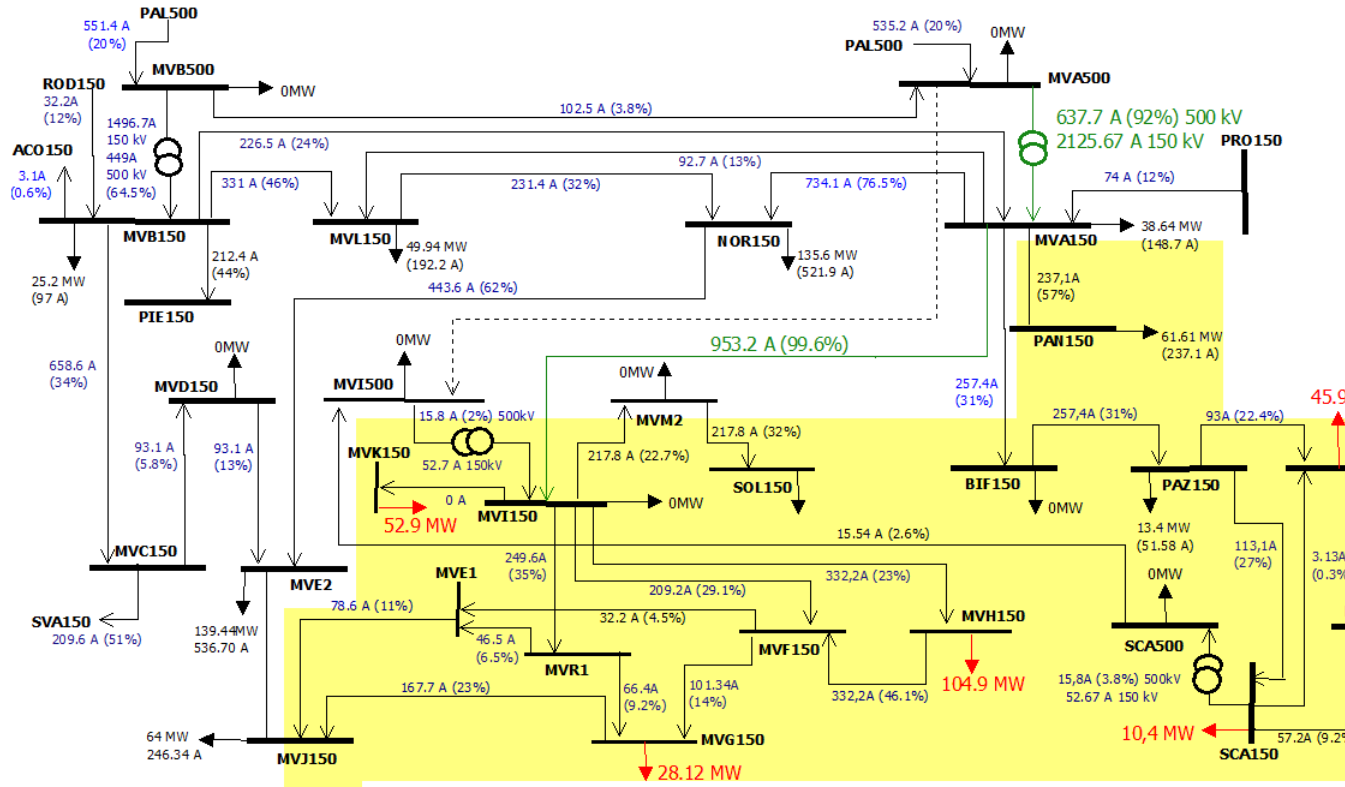 PAL500
551.4 A
(20%)
MVB500
0MW
ROD150
32.2A
(12%)
1496.7A
150 kV
449A
500 kV
(64.5%)
ACO150
3.1A
(0.6%)
MVB150
25.2 MW
(97 A)
212.4 A
(44%)
PIE150
102.5 A (3.8%)
226.5 A (24%)
331 A (46%)
92.7 A (13%)
231.4 A (32%)
734.1 A (76.5%)
MVL150
49.94 MW
(192.2 A)
NOR150
135.6 MW
(521.9 A)
443.6 A (62%)
535.2 A (20%)
PAL500
0MW
MVA500
637.7 A (92%) 500 kV
2125.67 A 150 kV
PRO150
74 A (12%)
MVA150
38.64 MW
(148.7 A)
237,1A
(57%)
PAN150
61.61 MW
(237.1 A)
953.2 A (99.6%)
658.6 A
(34%)
0MW
MVD150
93.1 A
(5.8%)
93.1 A
(13%)
MVC150
SVA150
209.6 A (51%)
MVE2
139.44MW
536.70 A
0MW
MVI500
15.8 A (2%) 500kV
52.7 A 150kV
MVK150
0 A
52.9 MW
MVI150
0MW
0MW
MVM2
217.8 A (32%)
217.8 A (22.7%)
SOL150
257.4A
(31%)
257,4A (31%)
93A (22.4%)
45.9
BIF150
0MW
PAZ150
13.4 MW
(51.58 A)
113,1A
(27%)
3.13A
(0.3%
15.54 A (2.6%)
249.6A
(35%)
209.2A (29.1%)
332,2A (23%)
MVE1
78.6 A (11%)
32.2 A (4.5%)
46.5 A
(6.5%)
MVR1
MVF150
MVH150
104.9 MW
332,2A (46.1%)
66.4A
(9.2%)
101.34A
(14%)
167.7 A (23%)
64 MW
246.34 A
MVJ150
MVG150
28.12 MW
0MW
SCA500
15,8A (3.8%) 500kV
52.67 A 150 kV
10,4 MW
SCA150
57.2A (9.2%